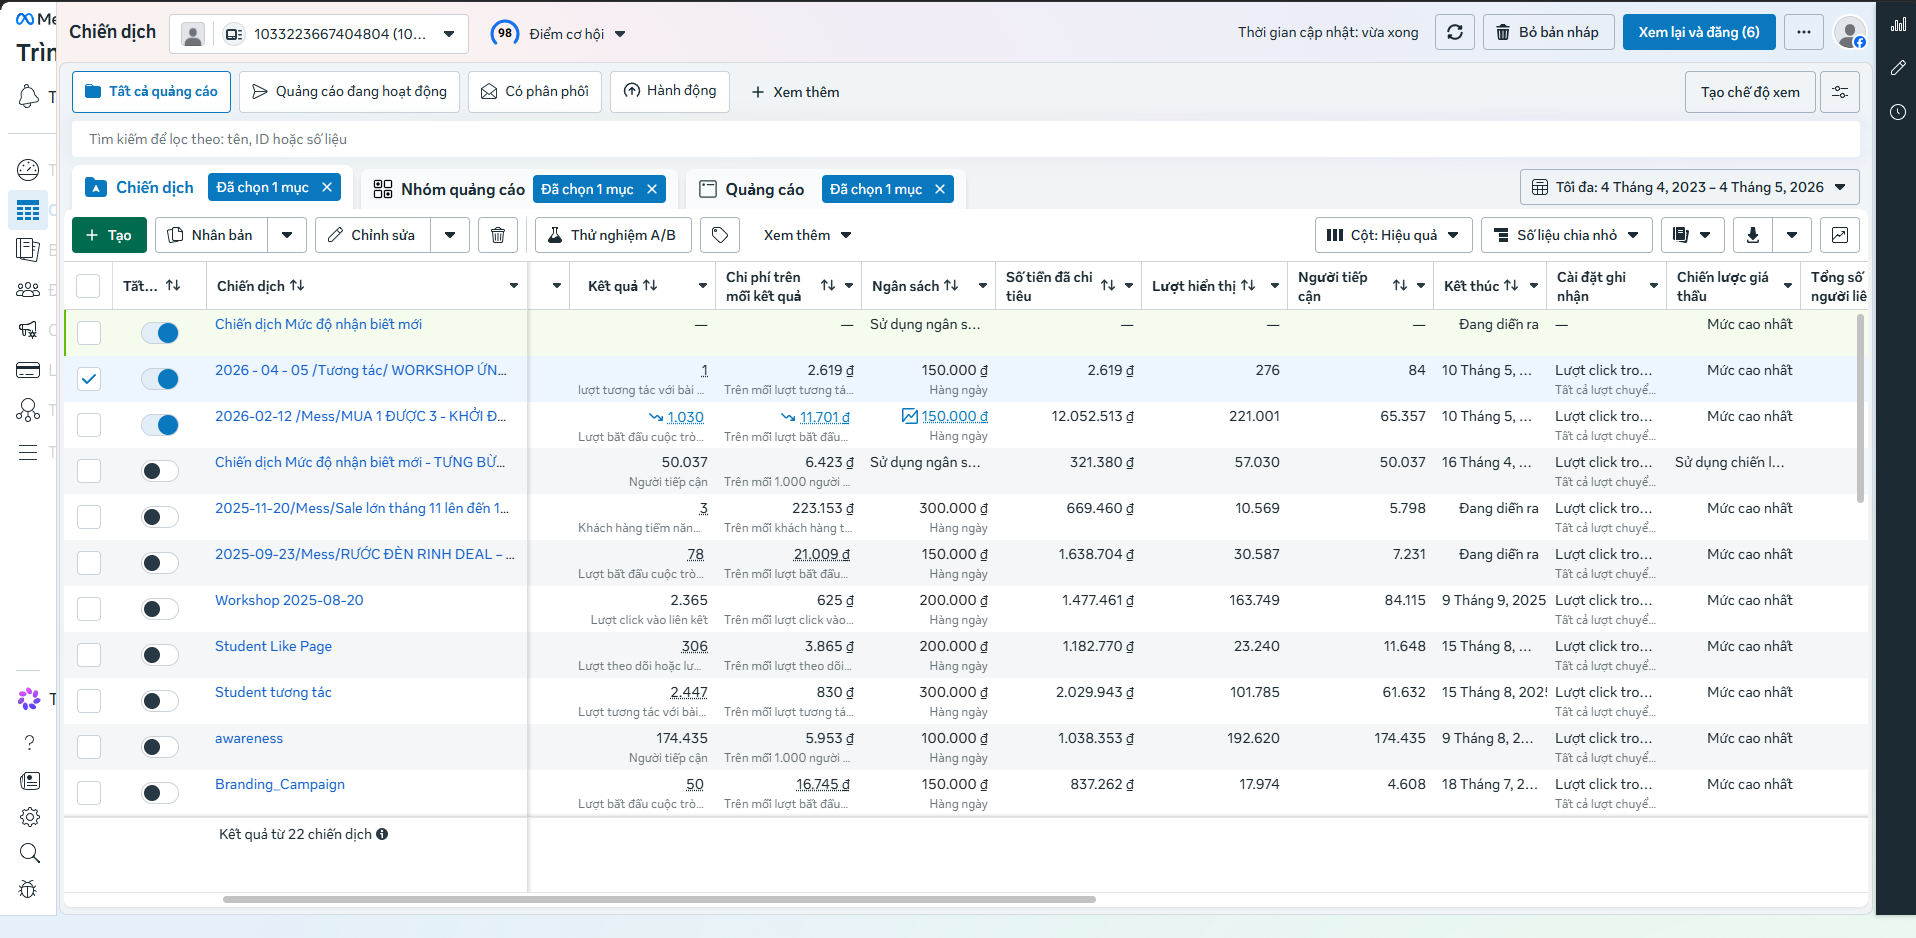 Me
Chiến dịch
1033223667404804 (10...
98
Điểm cơ hội
Thời gian cập nhật: vừa xong
Bỏ bản nháp
Xem lại và đăng (6)
Trìn
Tất cả quảng cáo
Quảng cáo đang hoạt động
Có phân phối
Hành động
+ Xem thêm
Tạo chế độ xem
Tìm kiếm để lọc theo: tên, ID hoặc số liệu
Chiến dịch
Đã chọn 1 mục
Nhóm quảng cáo
Đã chọn 1 mục
Quảng cáo
Đã chọn 1 mục
Tối đa: 4 Tháng 4, 2023 – 4 Tháng 5, 2026
+ Tạo
Nhân bản
Chỉnh sửa
Thử nghiệm A/B
Xem thêm
Cột: Hiệu quả
Số liệu chia nhỏ
Tất...
Chiến dịch
Kết quả
Chi phí trên mỗi kết quả
Ngân sách
Số tiền đã chi tiêu
Lượt hiển thị
Người tiếp cận
Kết thúc
Cài đặt ghi nhận
Chiến lược giá thầu
Tổng số người liê
Chiến dịch Mức độ nhận biết mới — — Sử dụng ngân s... — — — Đang diễn ra — Mức cao nhất
2026 - 04 - 05 /Tương tác/ WORKSHOP ỨN... 1 2.619 ₫ 150.000 ₫ 2.619 ₫ 276 84 10 Tháng 5, ... Lượt click tro... Mức cao nhất
lượt tương tác với bài ... Trên mỗi lượt tương tá... Hàng ngày Tất cả lượt chuyể...
2026-02-12 /Mess/MUA 1 ĐƯỢC 3 - KHỞI Đ... 1.030 11.701 ₫ 150.000 ₫ 12.052.513 ₫ 221.001 65.357 10 Tháng 5, ... Lượt click tro... Mức cao nhất
Lượt bắt đầu cuộc trò... Trên mỗi lượt bắt đầu... Hàng ngày Tất cả lượt chuyể...
Chiến dịch Mức độ nhận biết mới - TƯNG BỪ... 50.037 6.423 ₫ Sử dụng ngân s... 321.380 ₫ 57.030 50.037 16 Tháng 4, ... Lượt click tro... Sử dụng chiến l...
Người tiếp cận Trên mỗi 1.000 người ... Tất cả lượt chuyể...
2025-11-20/Mess/Sale lớn tháng 11 lên đến 1... 3 223.153 ₫ 300.000 ₫ 669.460 ₫ 10.569 5.798 Đang diễn ra Lượt click tro... Mức cao nhất
Khách hàng tiềm năn... Trên mỗi khách hàng t... Hàng ngày Tất cả lượt chuyể...
2025-09-23/Mess/RƯỚC ĐÈN RINH DEAL – ... 78 21.009 ₫ 150.000 ₫ 1.638.704 ₫ 30.587 7.231 Đang diễn ra Lượt click tro... Mức cao nhất
Lượt bắt đầu cuộc trò... Trên mỗi lượt bắt đầu... Hàng ngày Tất cả lượt chuyể...
Workshop 2025-08-20 2.365 625 ₫ 200.000 ₫ 1.477.461 ₫ 163.749 84.115 9 Tháng 9, 2025 Lượt click tro... Mức cao nhất
Lượt click vào liên kết Trên mỗi lượt click vào... Hàng ngày Tất cả lượt chuyể...
Student Like Page 306 3.865 ₫ 200.000 ₫ 1.182.770 ₫ 23.240 11.648 15 Tháng 8, ... Lượt click tro... Mức cao nhất
Lượt theo dõi hoặc lư... Trên mỗi lượt theo dõi... Hàng ngày Tất cả lượt chuyể...
Student tương tác 2.447 830 ₫ 300.000 ₫ 2.029.943 ₫ 101.785 61.632 15 Tháng 8, 2025 Lượt click tro... Mức cao nhất
Lượt tương tác với bài... Trên mỗi lượt tương tá... Hàng ngày Tất cả lượt chuyể...
awareness 174.435 5.953 ₫ 100.000 ₫ 1.038.353 ₫ 192.620 174.435 9 Tháng 8, 2... Lượt click tro... Mức cao nhất
Người tiếp cận Trên mỗi 1.000 người ... Hàng ngày Tất cả lượt chuyể...
Branding_Campaign 50 16.745 ₫ 150.000 ₫ 837.262 ₫ 17.974 4.608 18 Tháng 7, 2... Lượt click tro... Mức cao nhất
Lượt bắt đầu cuộc trò... Trên mỗi lượt bắt đầu... Hàng ngày Tất cả lượt chuyể...
Kết quả từ 22 chiến dịch